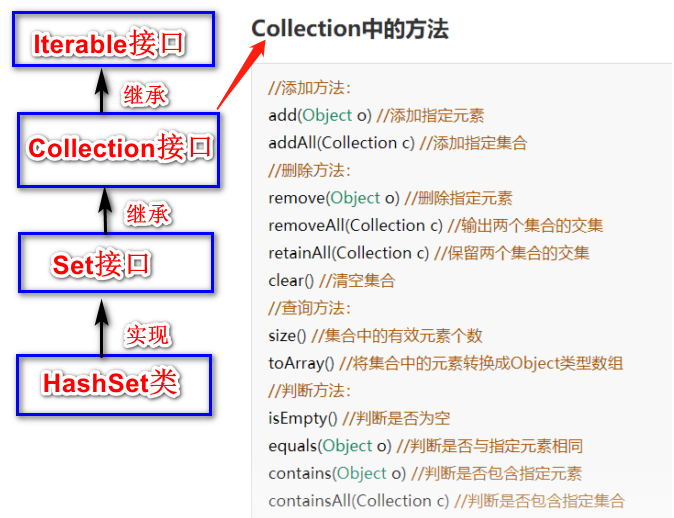 Iterable接口
继承
Collection接口
继承
Set接口
实现
HashSet类
Collection中的方法
//添加方法：
add(Object o) //添加指定元素
addAll(Collection c) //添加指定集合
//删除方法：
remove(Object o) //删除指定元素
removeAll(Collection c) //输出两个集合的交集
retainAll(Collection c) //保留两个集合的交集
clear() //清空集合
//查询方法：
size() //集合中的有效元素个数
toArray() //将集合中的元素转换成Object类型数组
//判断方法：
isEmpty() //判断是否为空
equals(Object o) //判断是否与指定元素相同
contains(Object o) //判断是否包含指定元素
containsAll(Collection c) //判断是否包含指定集合